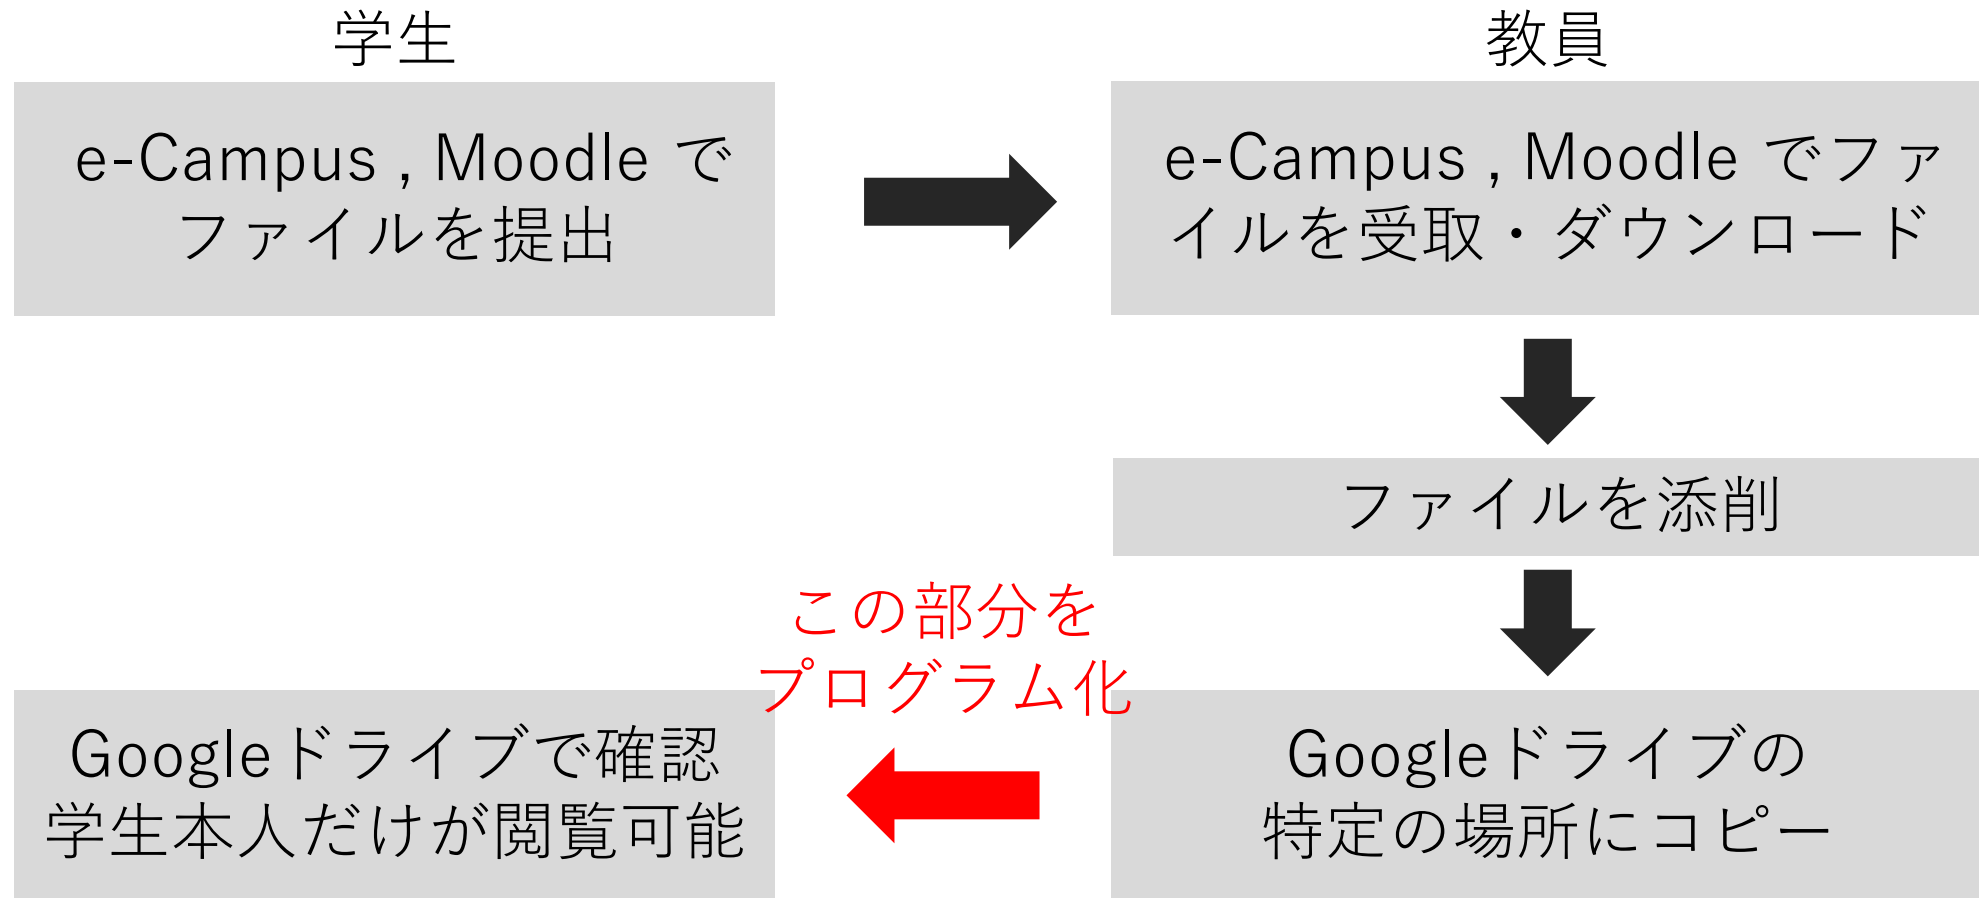 学生
教員
e-Campus , Moodle で
ファイルを提出
e-Campus , Moodle でファ
イルを受取・ダウンロード
ファイルを添削
この部分を
プログラム化
Googleドライブの
特定の場所にコピー
Googleドライブで確認
学生本人だけが閲覧可能